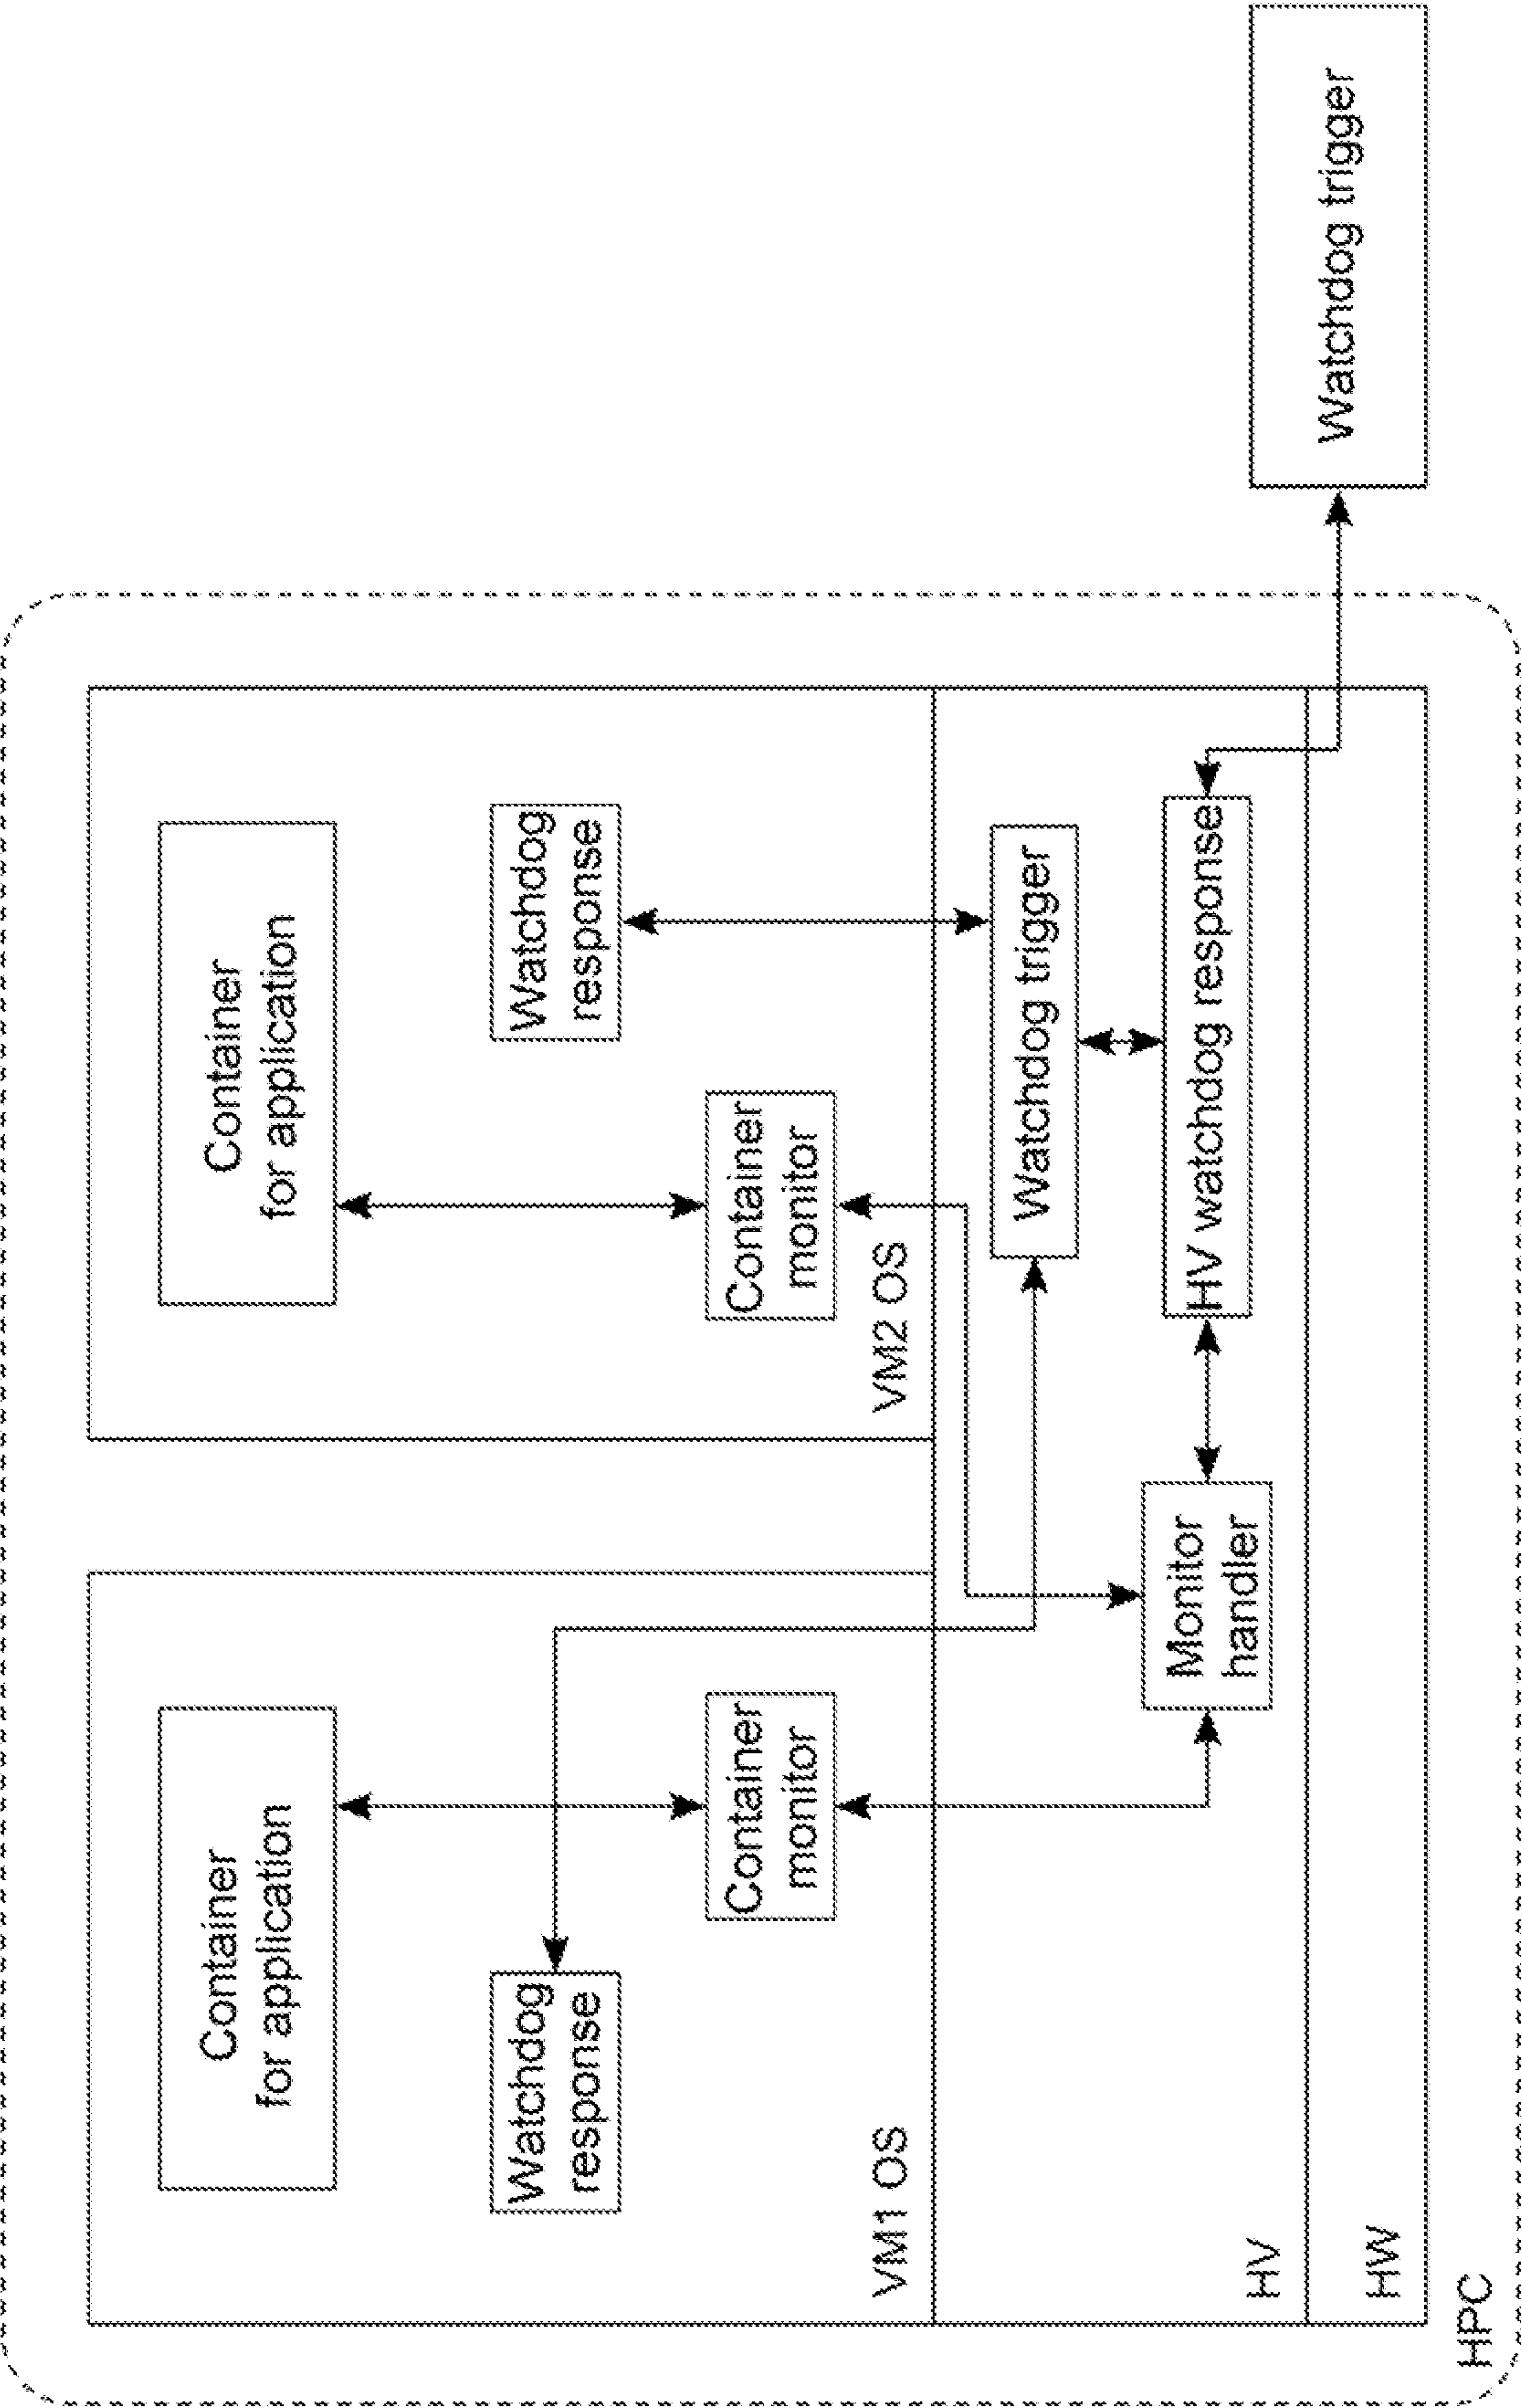 Container
for application
Container
for application
Watchdog
response
Watchdog
response
Container
monitor
Container
monitor
VM1 OS
VM2 OS
Watchdog trigger
HV watchdog response
Monitor
handler
HV
Watchdog trigger
HW
HPC